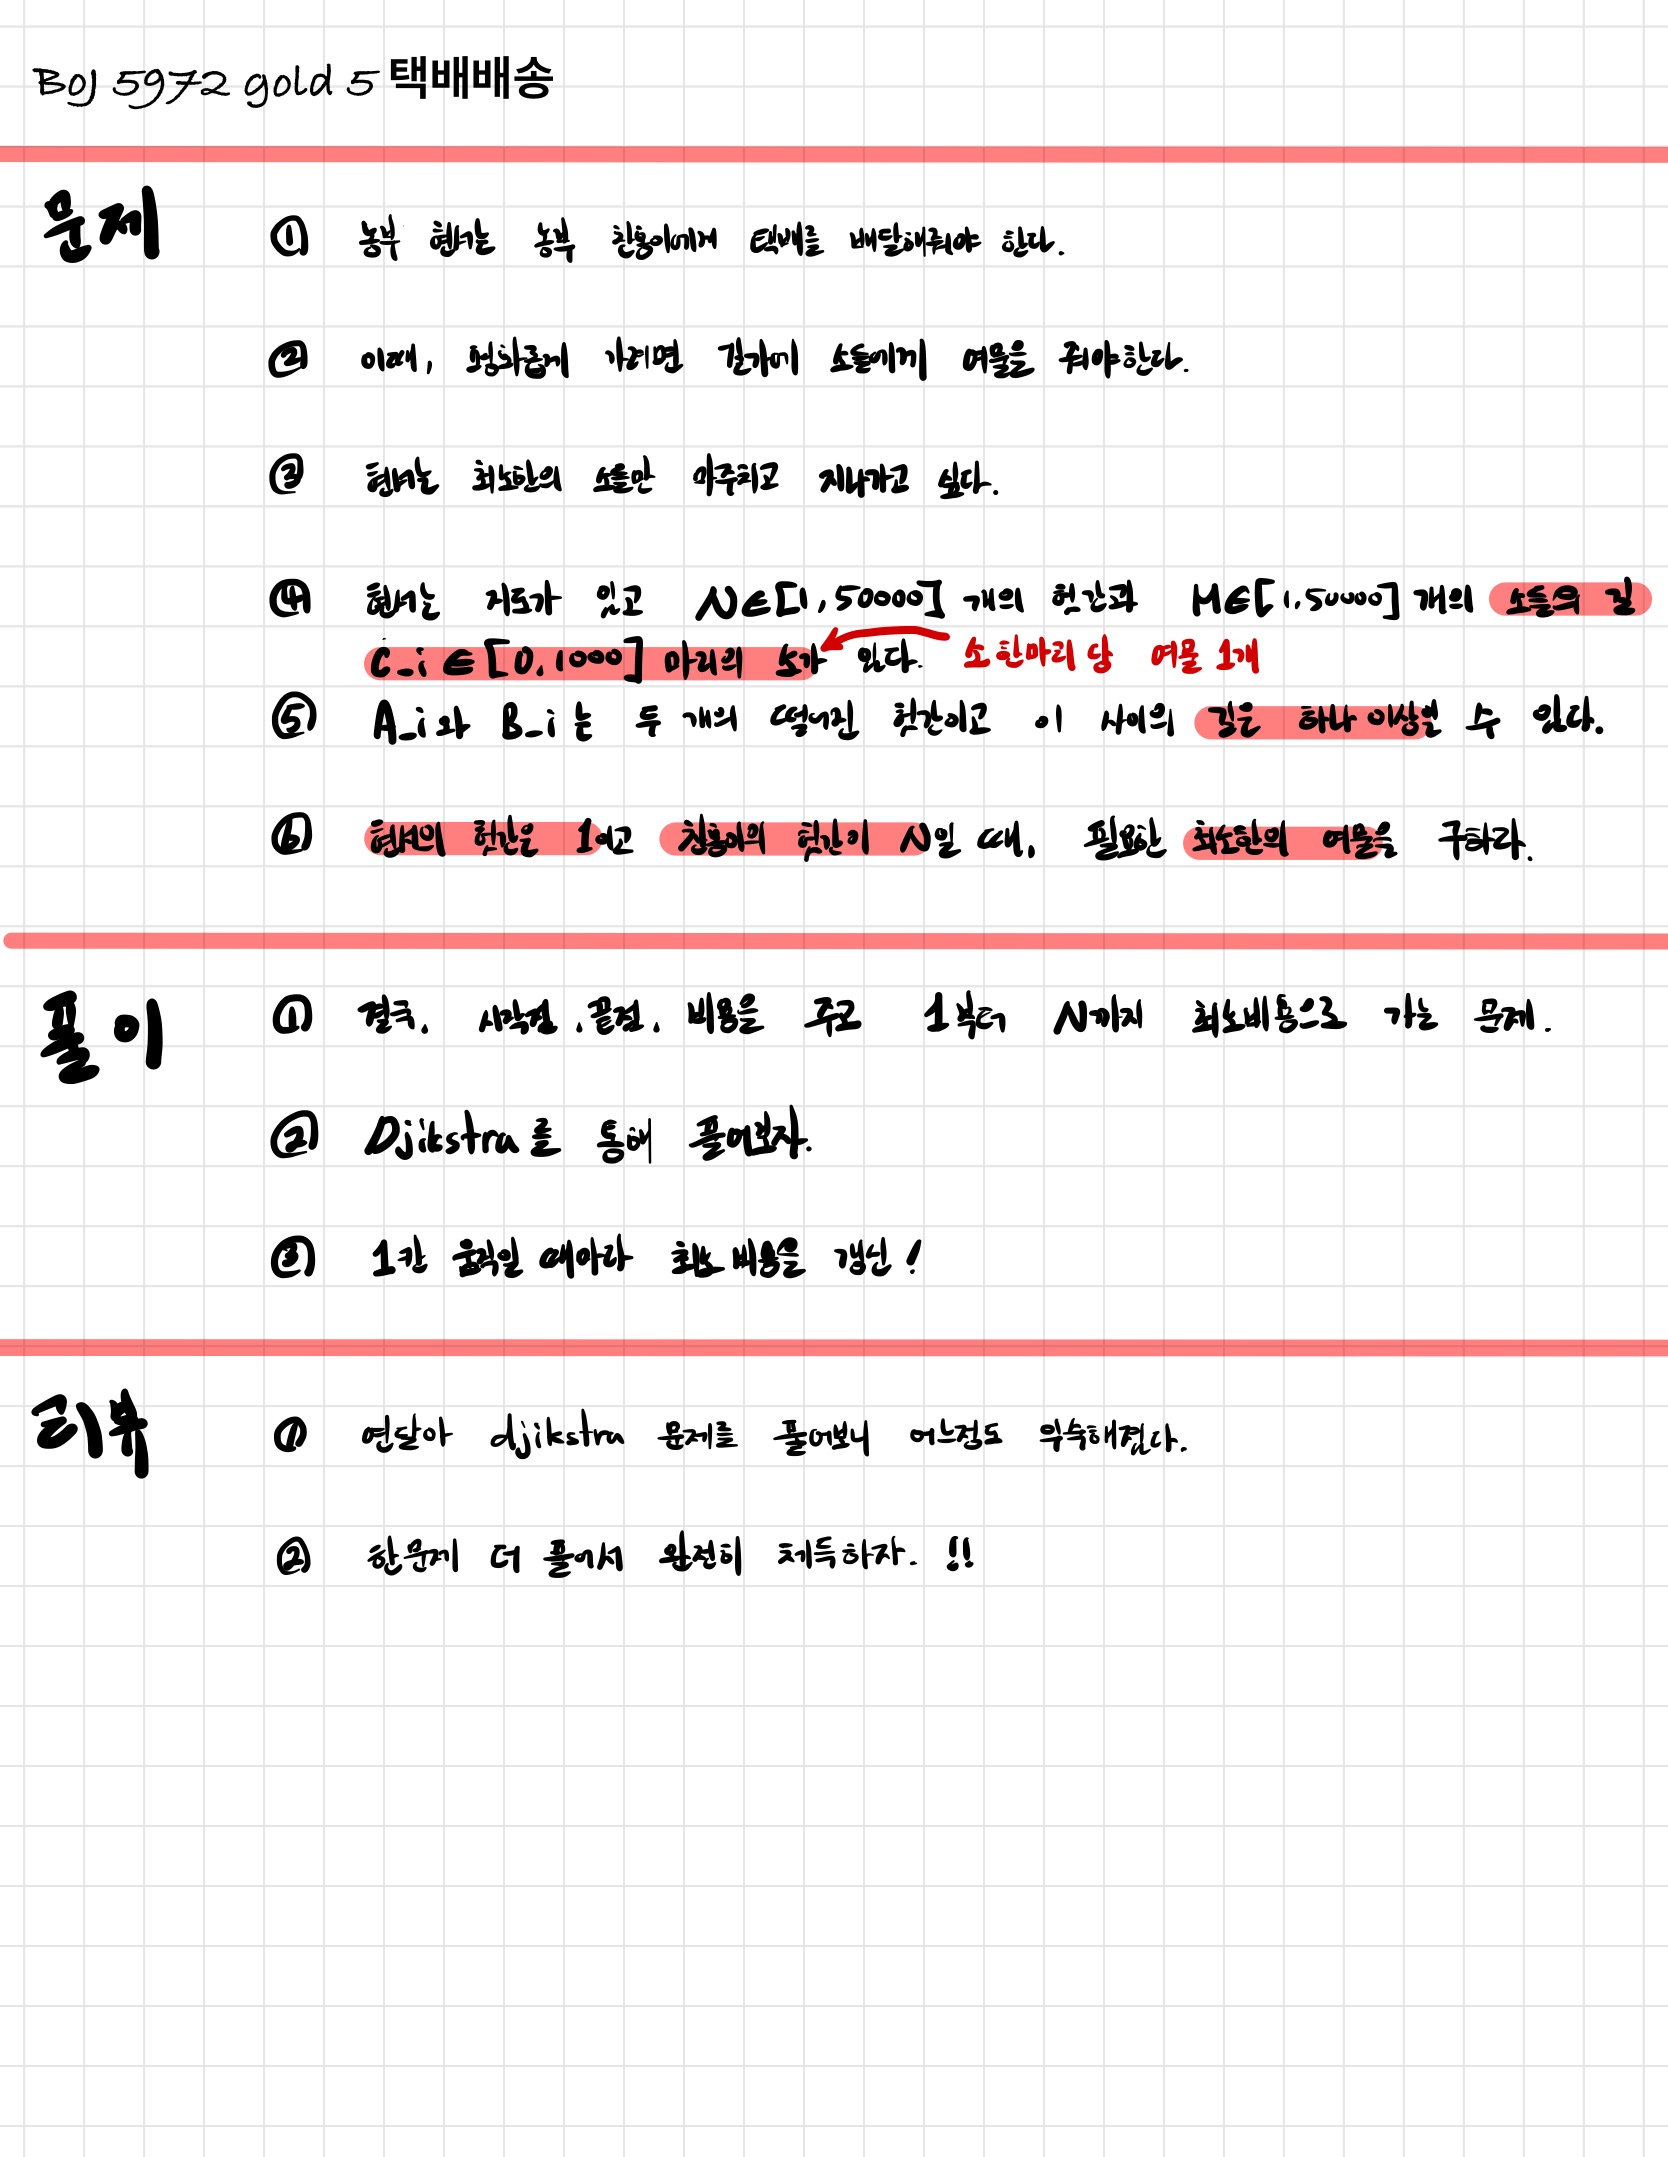 BOJ 5972 gold 5 택배배송
문제
① 농부 현서는 농부 찬홍이에게 택배를 배달해줘야 한다.
② 이때, 평화롭게 가려면 길가에 소들에게 여물을 줘야한다.
③ 현서는 최소한의 소들만 마주치고 지나가고 싶다.
④ 현서는 지도가 있고 N∈[1,50000] 개의 헛간과 M∈[1,50000] 개의 소들의 길
C_i ∈ [0,1000] 마리의 소가 있다. 소 한마리 당 여물 1개
⑤ A_i와 B_i는 두 개의 떨어진 헛간이고 이 사이의 길은 하나 이상일 수 있다.
⑥ 현서의 헛간은 1이고 찬홍이의 헛간이 N일 때, 필요한 최소한의 여물을 구하라.
풀이
① 결국, 시작점, 끝점, 비용을 주고 1부터 N까지 최소비용으로 가는 문제.
② Djikstra를 통해 풀어보자.
③ 1칸 움직일 때마다 최소 비용을 갱신!
리뷰
① 연달아 djikstra 문제를 풀어보니 어느정도 익숙해졌다.
② 한문제 더 풀어서 완전히 체득하자. !!